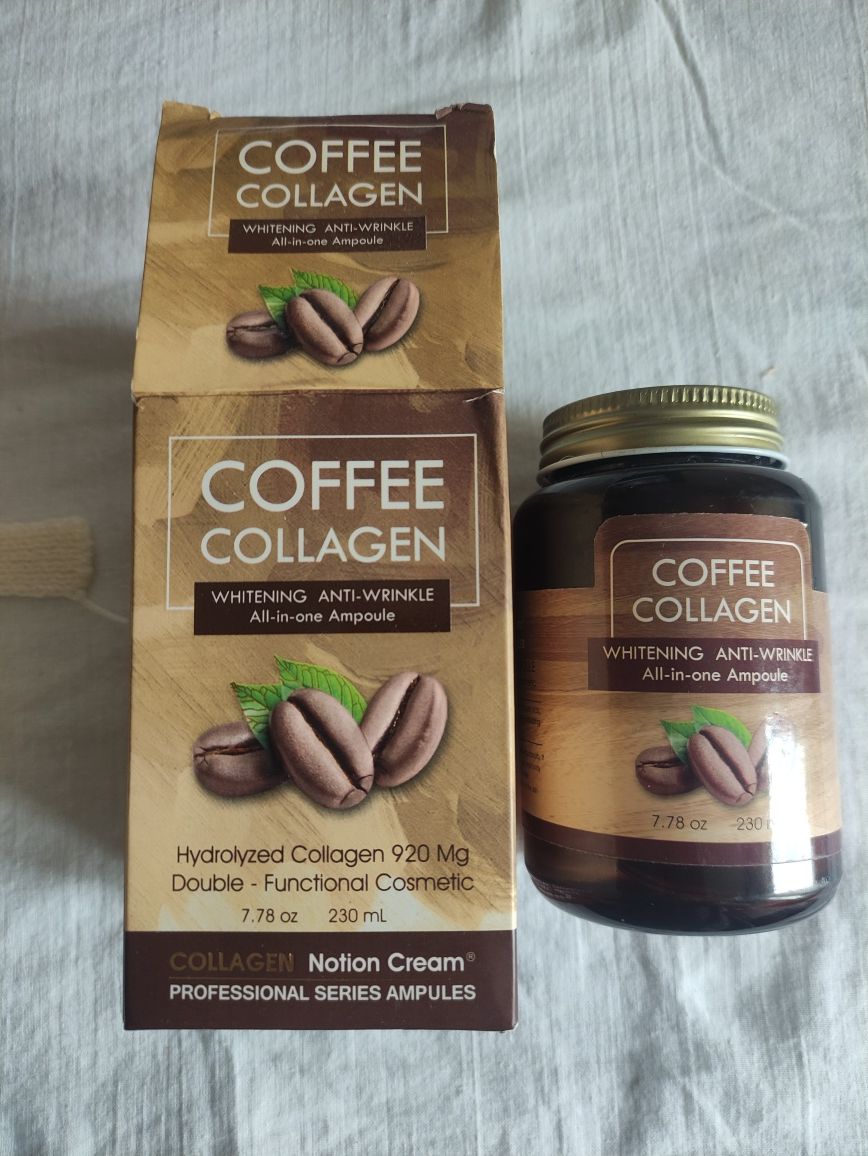 COFFEE
COLLAGEN
WHITENING ANTI-WRINKLE
All-in-one Ampoule
COFFEE
COLLAGEN
WHITENING ANTI-WRINKLE
All-in-one Ampoule
Hydrolyzed Collagen 920 Mg
Double - Functional Cosmetic
7.78 oz 230 mL
COLLAGEN Notion Cream®
PROFESSIONAL SERIES AMPULES
COFFEE
COLLAGEN
WHITENING ANTI-WRINKLE
All-in-one Ampoule
7.78 oz 230